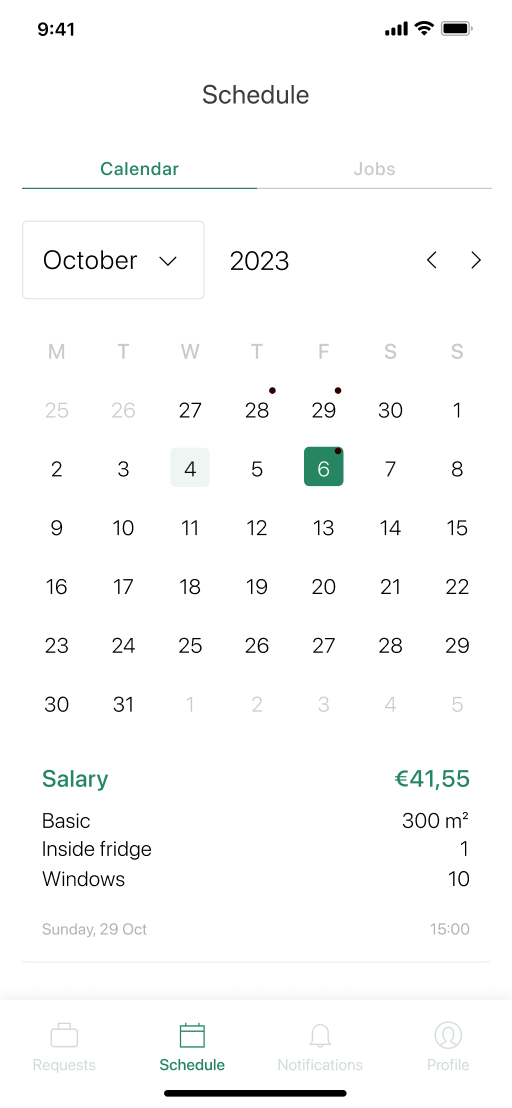 9:41
Schedule
Calendar Jobs
October 2023
M T W T F S S
25 26 27 28 29 30 1
2 3 4 5 6 7 8
9 10 11 12 13 14 15
16 17 18 19 20 21 22
23 24 25 26 27 28 29
30 31 1 2 3 4 5
Salary €41,55
Basic 300 m²
Inside fridge 1
Windows 10
Sunday, 29 Oct 15:00
Requests Schedule Notifications Profile